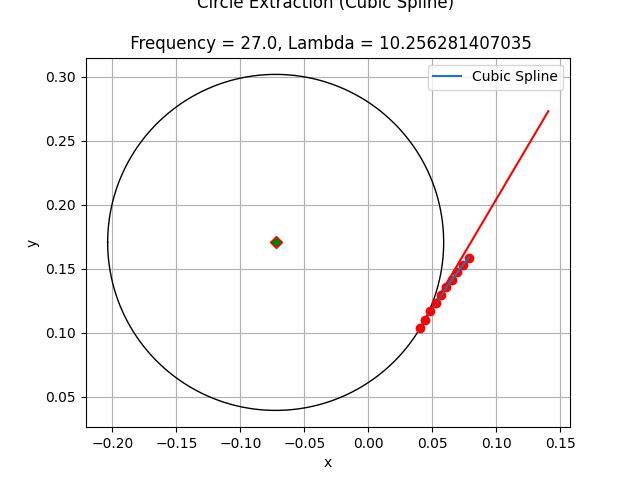 Circle Extraction (Cubic Spline)
Frequency = 27.0, Lambda = 10.256281407035
Cubic Spline
0.30
0.25
0.20
0.15
0.10
0.05
y
−0.20 −0.15 −0.10 −0.05 0.00 0.05 0.10 0.15
x